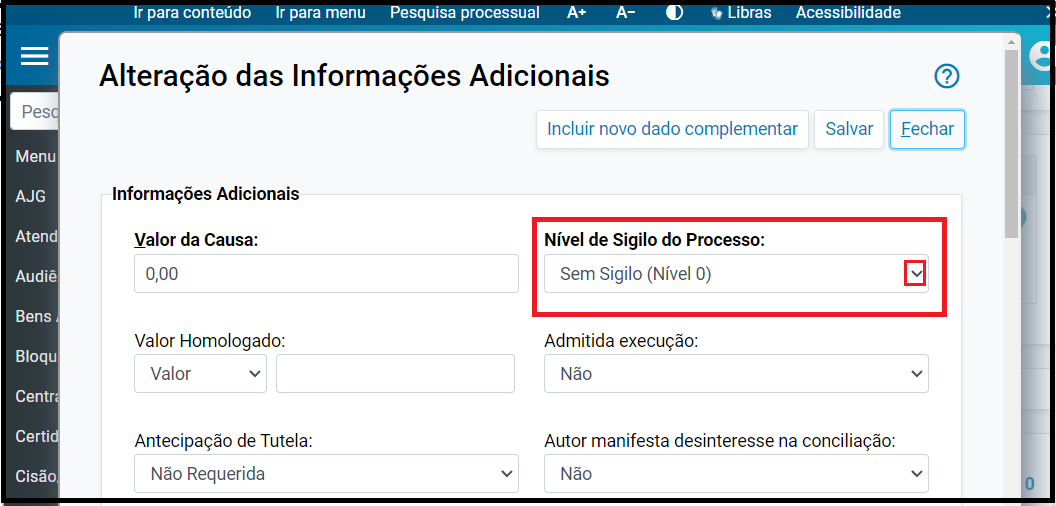 Ir para conteúdo Ir para menu Pesquisa processual A+ A− Libras Acessibilidade
Alteração das Informações Adicionais
Incluir novo dado complementar Salvar Fechar
Pesq
Menu
AJG
Atend
Audiê
Bens
Bloqu
Centra
Certid
Cisão
Informações Adicionais
Valor da Causa: Nível de Sigilo do Processo:
0,00 Sem Sigilo (Nível 0)
Valor Homologado: Admitida execução:
Valor Não
Antecipação de Tutela: Autor manifesta desinteresse na conciliação:
Não Requerida Não
0